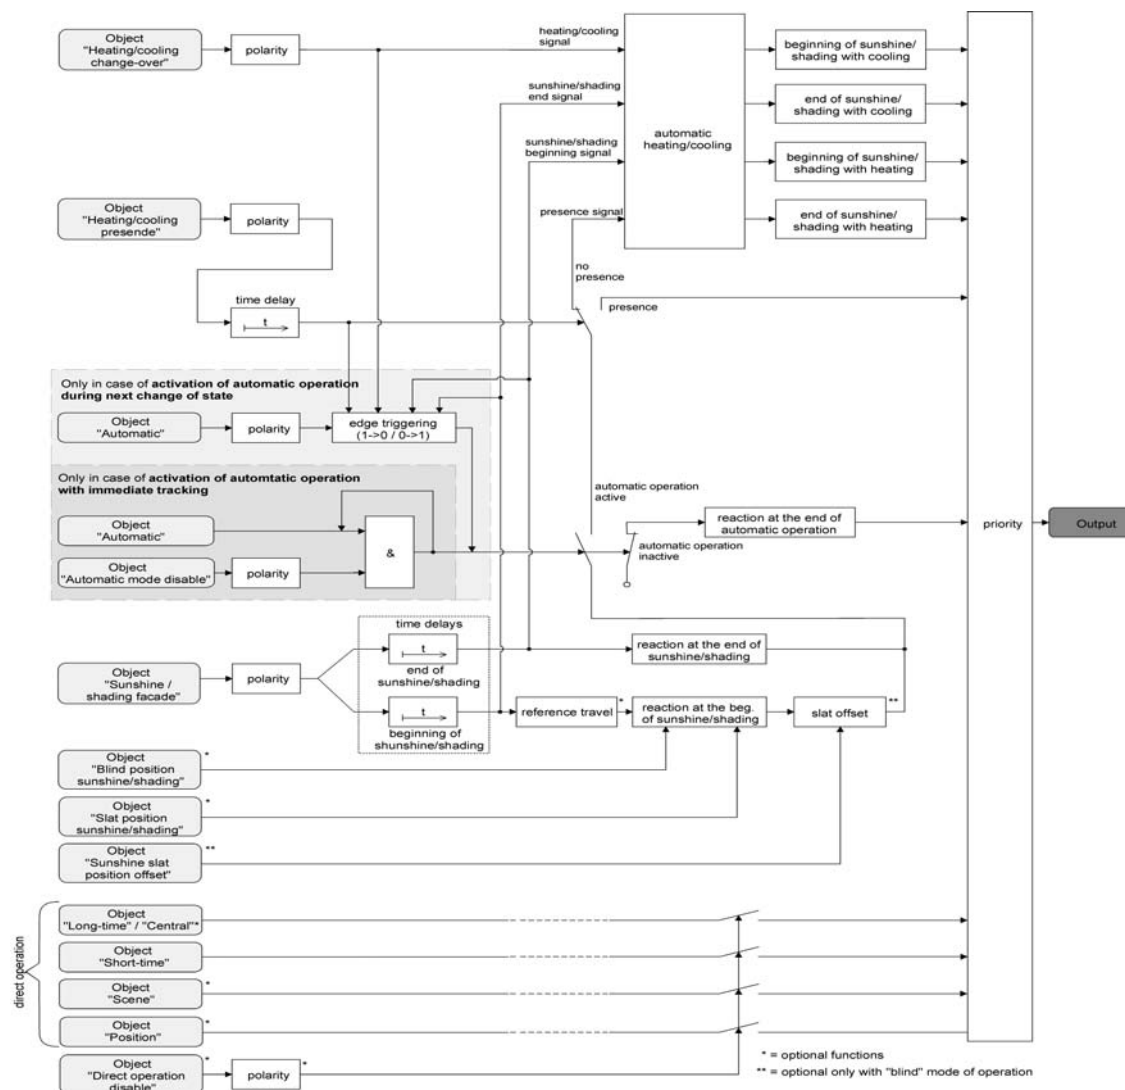 Object
"Heating/cooling
change-over"
polarity
heating/cooling
signal
beginning of sunshine/
shading with cooling
sunshine/shading
end signal
end of sunshine/
shading with cooling
automatic
heating/cooling
sunshine/shading
beginning signal
beginning of sunshine/
shading with heating
Object
"Heating/cooling
presende"
polarity
presence signal
end of sunshine/
shading with heating
no
presence
presence
time delay
t
Only in case of activation of automatic operation
during next change of state
Object
"Automatic"
polarity
edge triggering
(1->0 / 0->1)
Only in case of activation of automtatic operation
with immediate tracking
Object
"Automatic"
&
Object
"Automatic mode disable"
polarity
automatic operation
active
reaction at the end of
automatic operation
automatic operation
inactive
priority
Output
time delays
t
end of
sunshine/shading
reaction at the end of
sunshine/shading
Object
"Sunshine /
shading facade"
polarity
t
beginning of
shunshine/shading
reference travel
*
reaction at the beg.
of sunshine/shading
slat offset
**
Object
"Blind position
sunshine/shading"
*
Object
"Slat position
sunshine/shading"
*
Object
"Sunshine slat
position offset"
**
direct operation
Object
"Long-time" / "Central"*
Object
"Short-time"
Object
"Scene"
*
Object
"Position"
*
Object
"Direct operation
disable"
*
polarity
*
* = optional functions
** = optional only with "blind" mode of operation